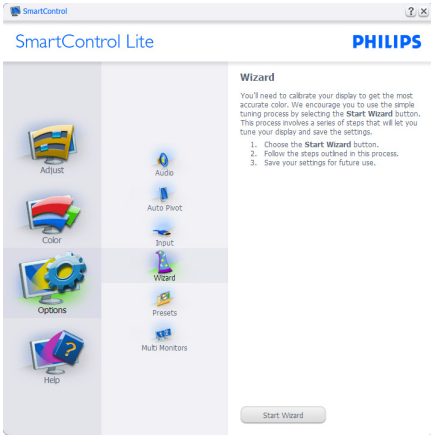 SmartControl
? ×
SmartControl Lite
PHILIPS
Adjust
Color
Options
Help
Audio
Auto Pivot
Input
Wizard
Presets
Multi Monitors
Wizard
You'll need to calibrate your display to get the most
accurate color. We encourage you to use the simple
tuning process by selecting the Start Wizard button.
This process involves a series of steps that will let you
tune your display and save the settings.
1. Choose the Start Wizard button.
2. Follow the steps outlined in this process.
3. Save your settings for future use.
Start Wizard